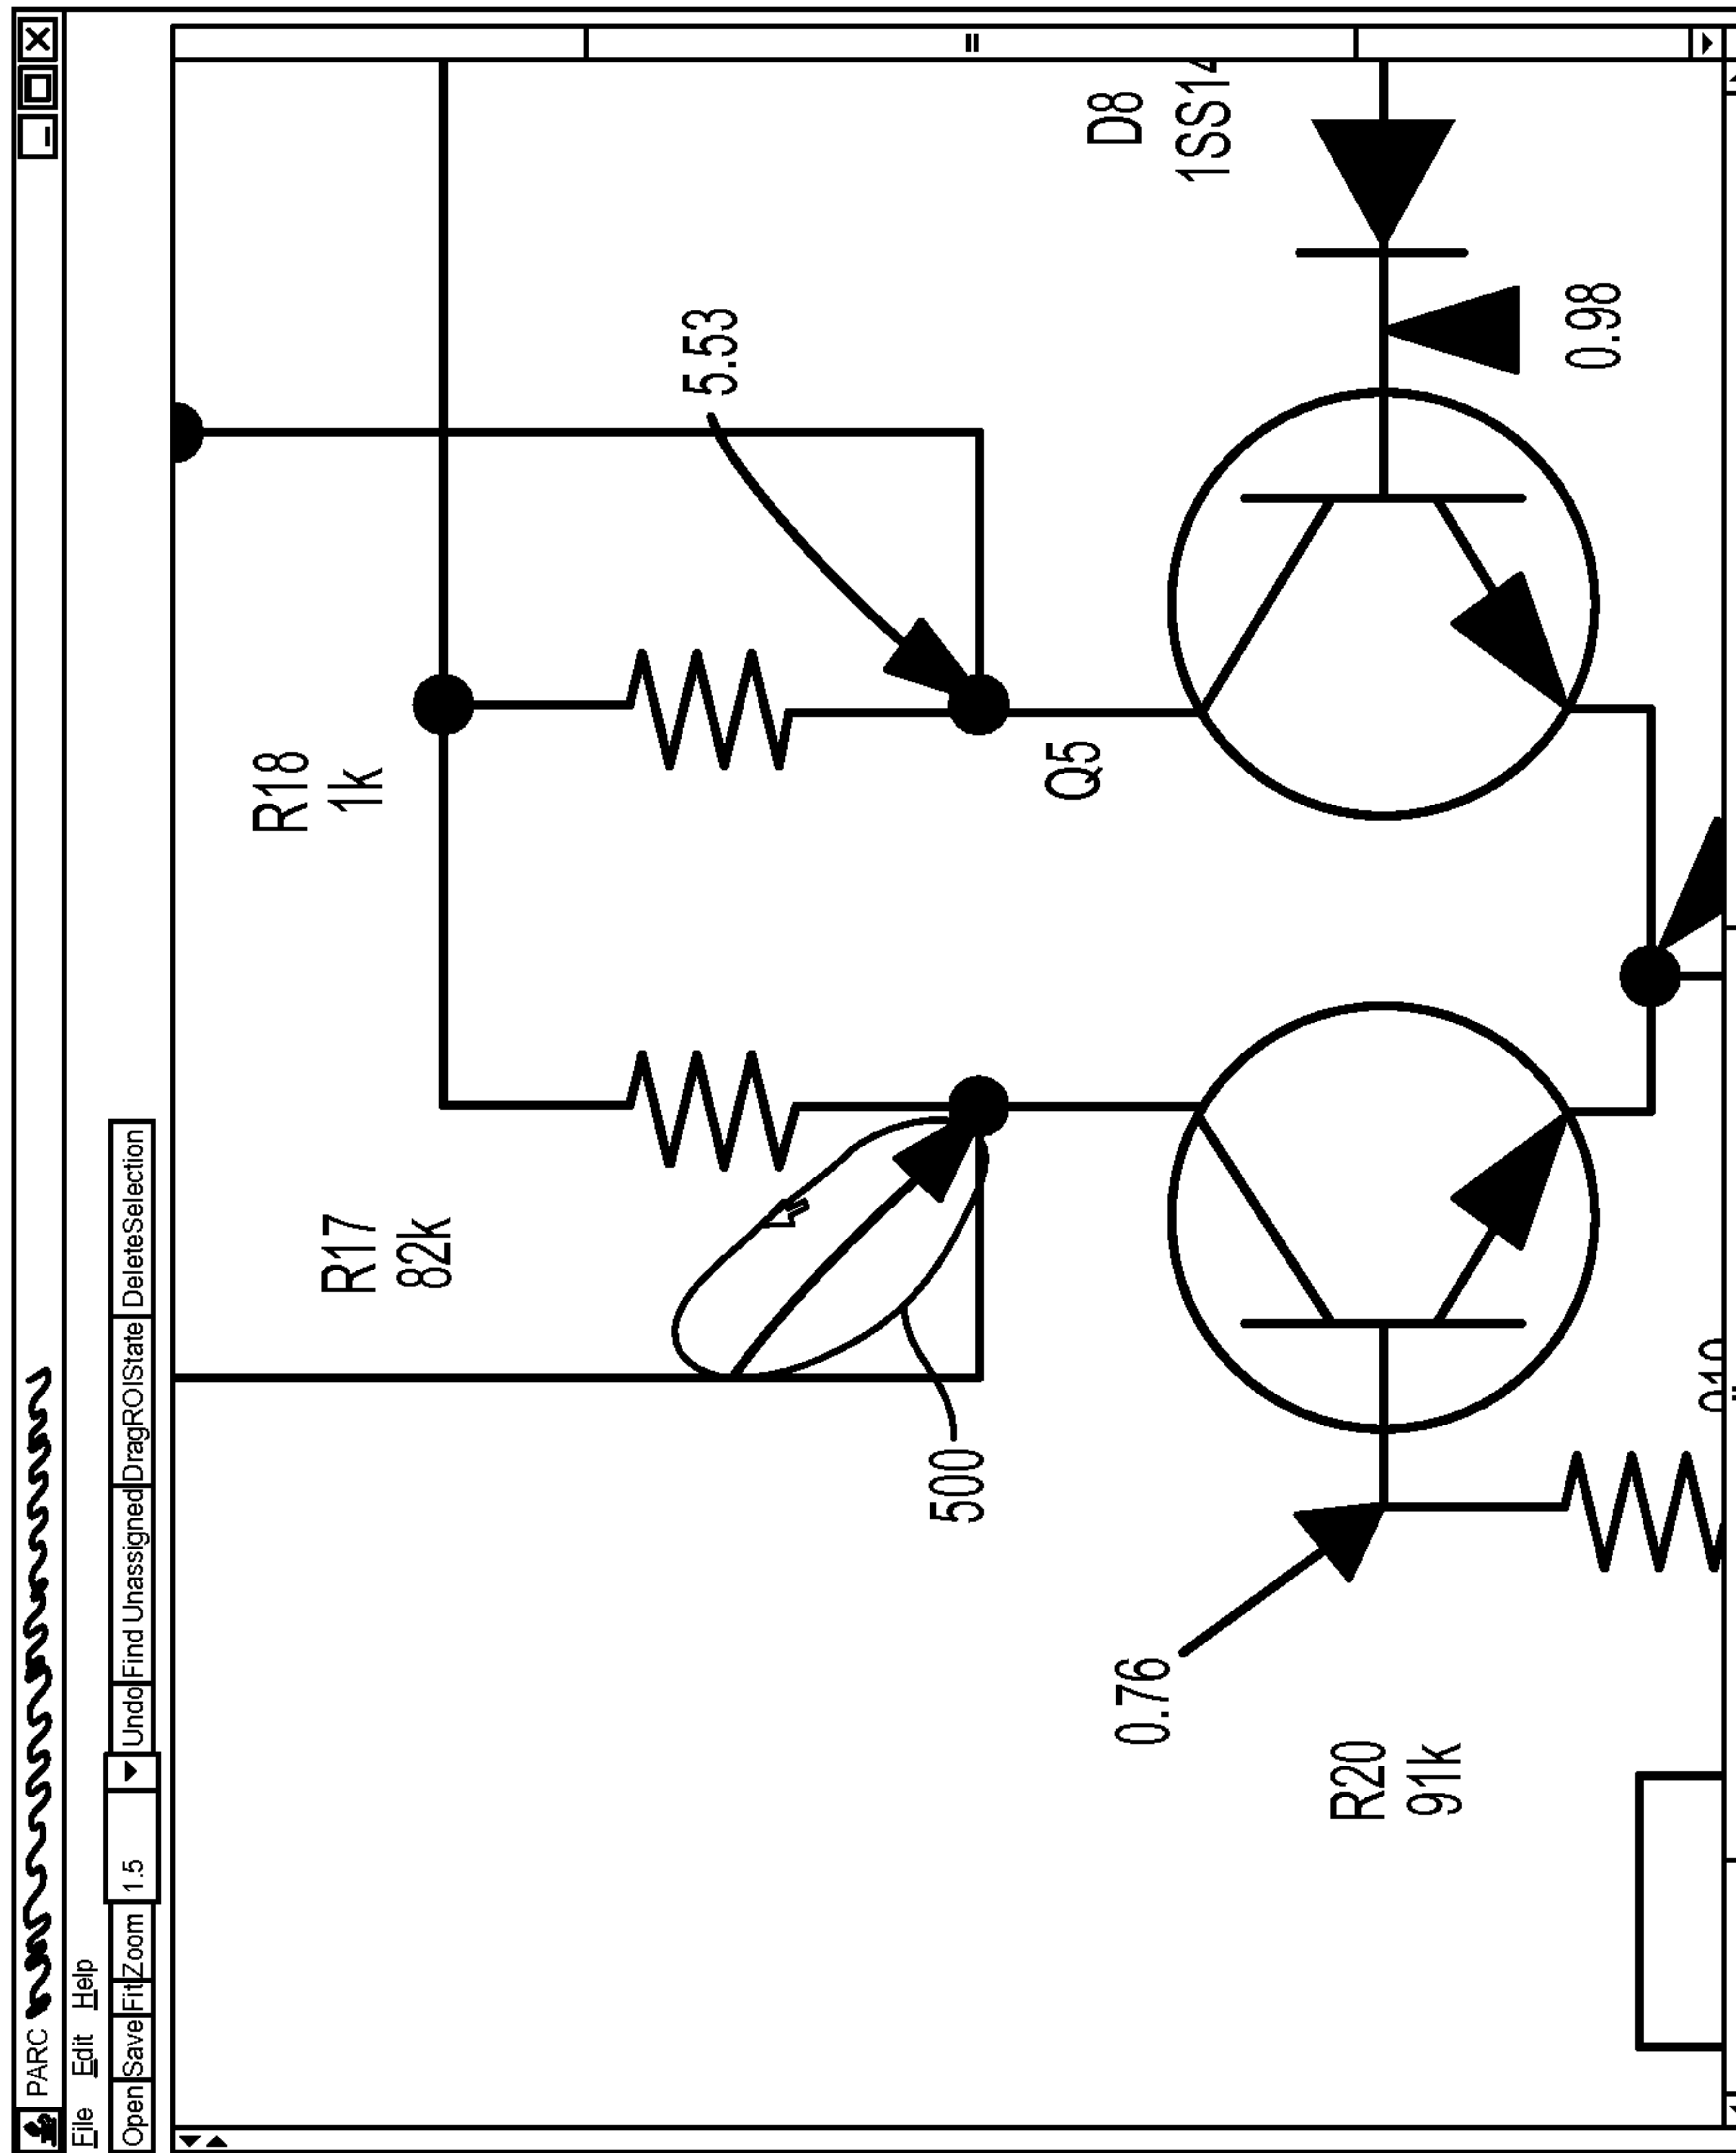 PARC
File Edit Help
Open Save Fit Zoom 1.5 Undo Find Unassigned DragROIState DeleteSelection
R18
1k
R17
82k
5.53
500
Q5
D8
1SS14
0.76
R20
91k
0.98